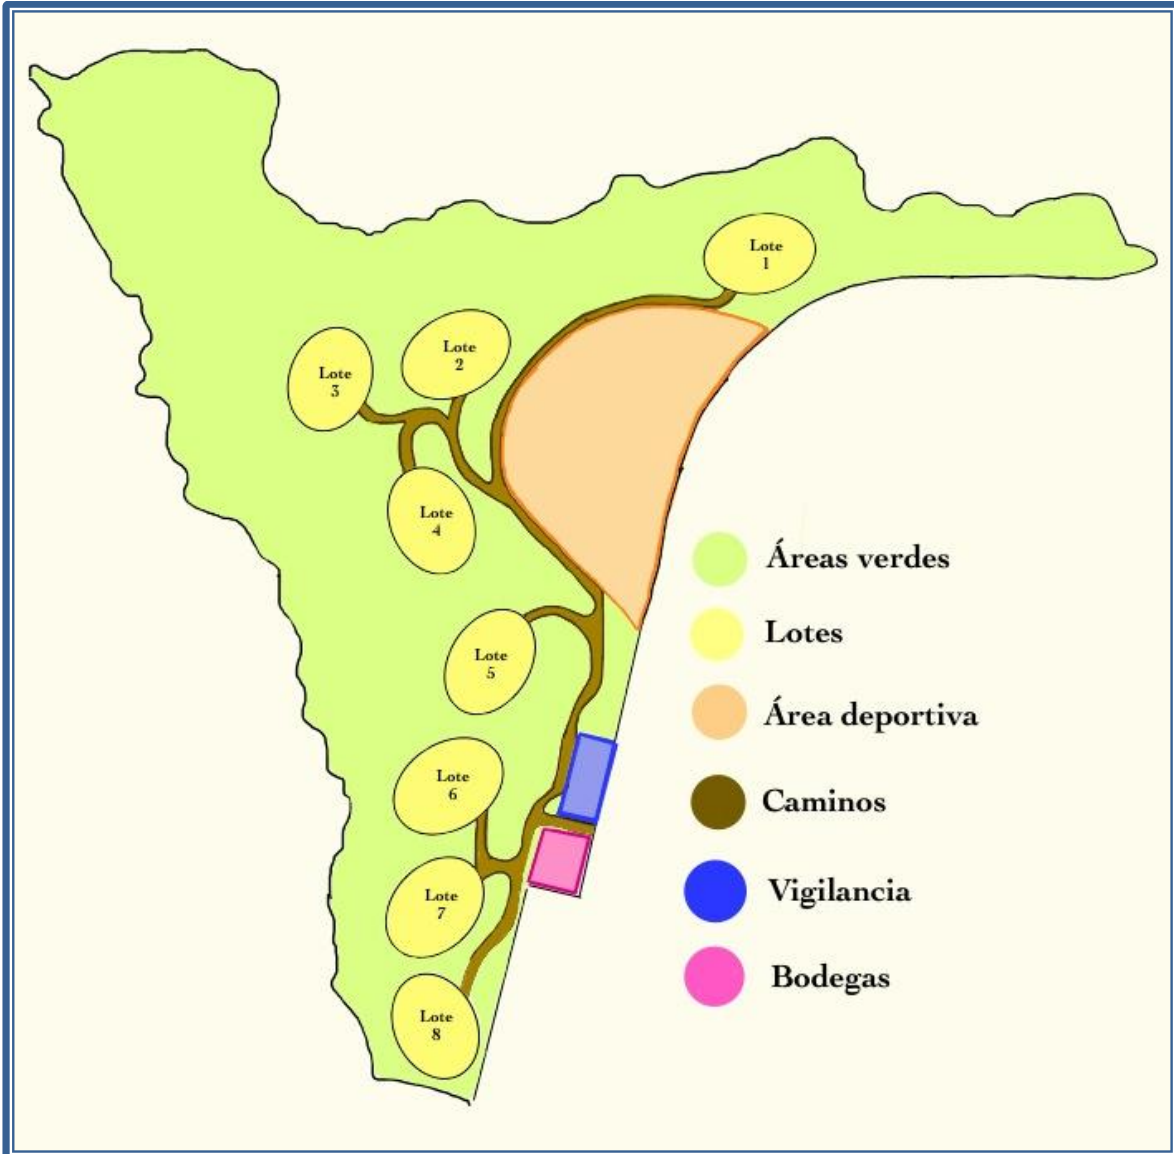 Lote
1
Lote
2
Lote
3
Lote
4
Lote
5
Lote
6
Lote
7
Lote
8
Áreas verdes
Lotes
Área deportiva
Caminos
Vigilancia
Bodegas